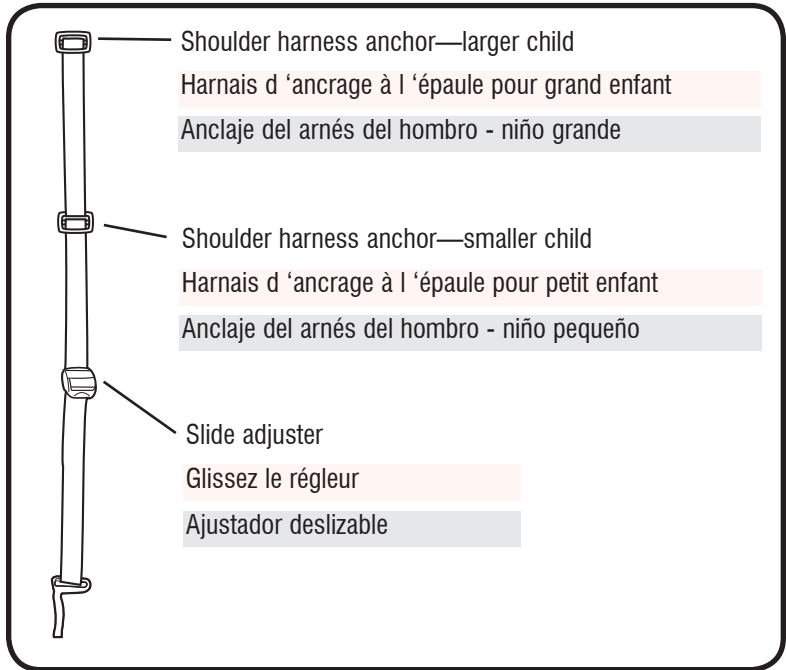 Shoulder harness anchor—larger child
Harnais d ‘ancrage à l ‘épaule pour grand enfant
Anclaje del arnés del hombro - niño grande
Shoulder harness anchor—smaller child
Harnais d ‘ancrage à l ‘épaule pour petit enfant
Anclaje del arnés del hombro - niño pequeño
Slide adjuster
Glissez le régleur
Ajustador deslizable